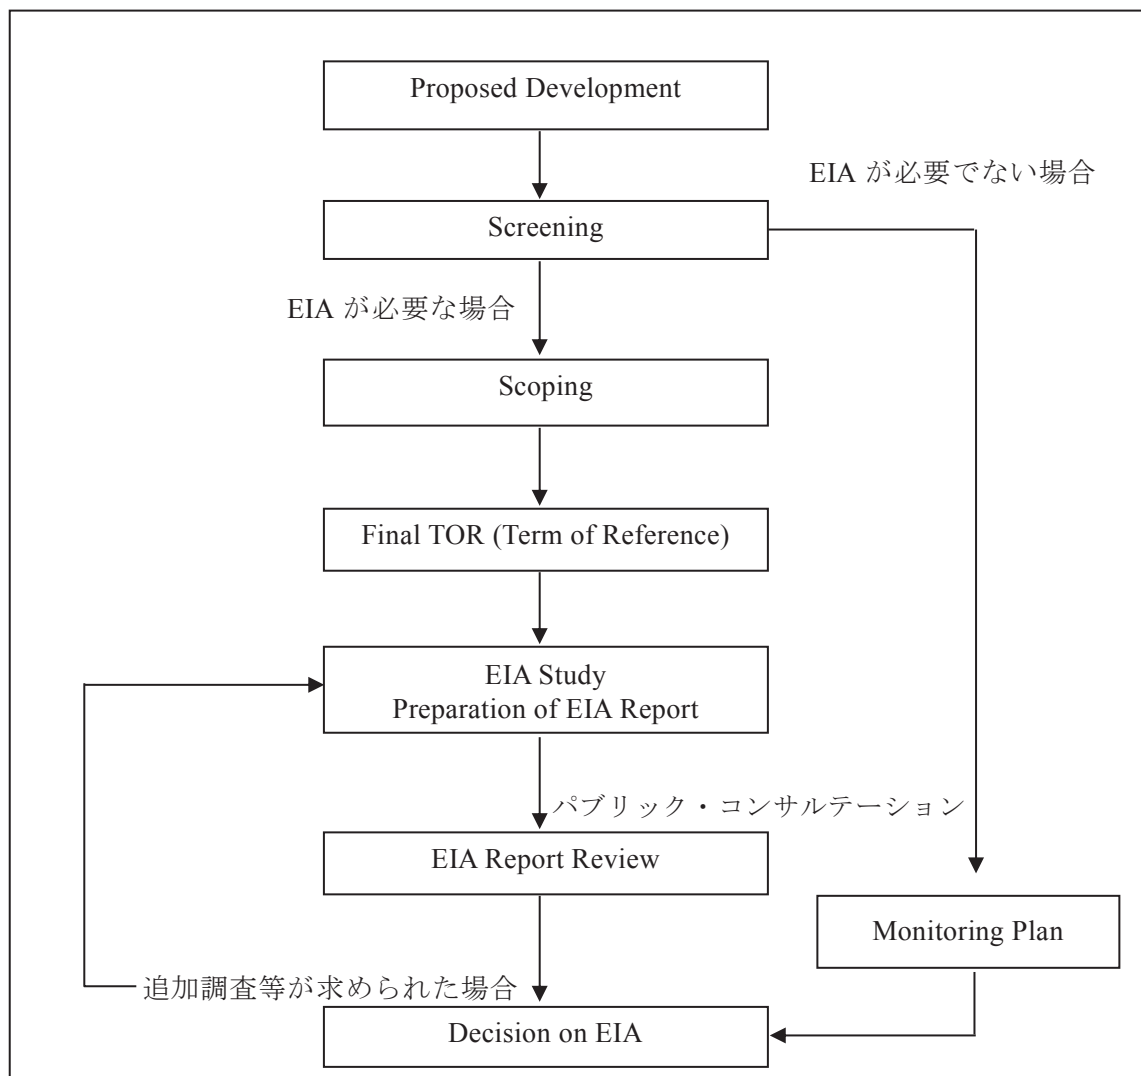 Proposed Development
EIA が必要でない場合
Screening
EIA が必要な場合
Scoping
Final TOR (Term of Reference)
EIA Study
Preparation of EIA Report
パブリック・コンサルテーション
EIA Report Review
Monitoring Plan
追加調査等が求められた場合
Decision on EIA